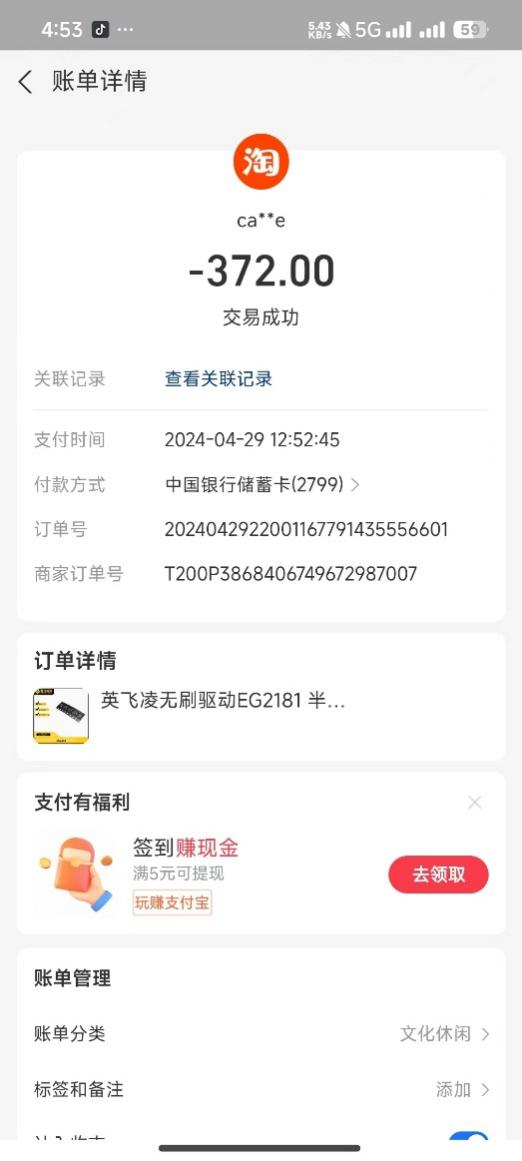 4:53 ... 5.43 KB/s 5G 59
账单详情
淘
ca**e
-372.00
交易成功
关联记录 查看关联记录
支付时间 2024-04-29 12:52:45
付款方式 中国银行储蓄卡(2799)
订单号 2024042922001167791435556601
商家订单号 T200P3868406749672987007
订单详情
英飞凌无刷驱动EG2181 半...
支付有福利
签到赚现金
满5元可提现
去领取
玩赚支付宝
账单管理
账单分类 文化休闲
标签和备注 添加